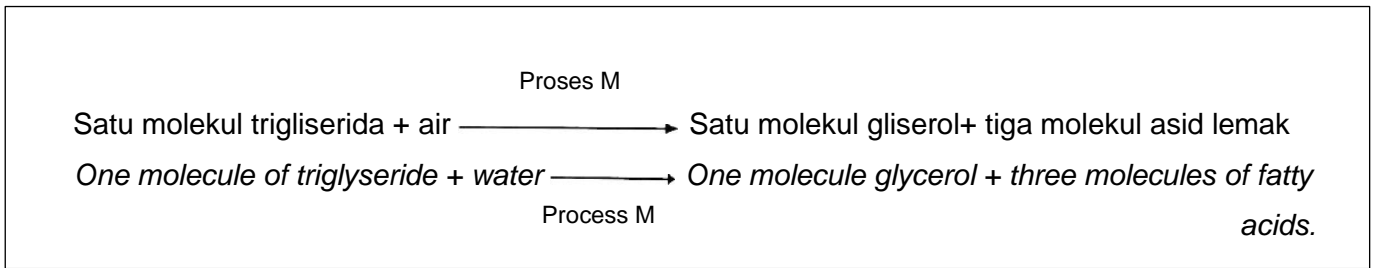 Proses M
Satu molekul trigliserida + air → Satu molekul gliserol+ tiga molekul asid lemak
One molecule of triglyseride + water → One molecule glycerol + three molecules of fatty
Process M
acids.